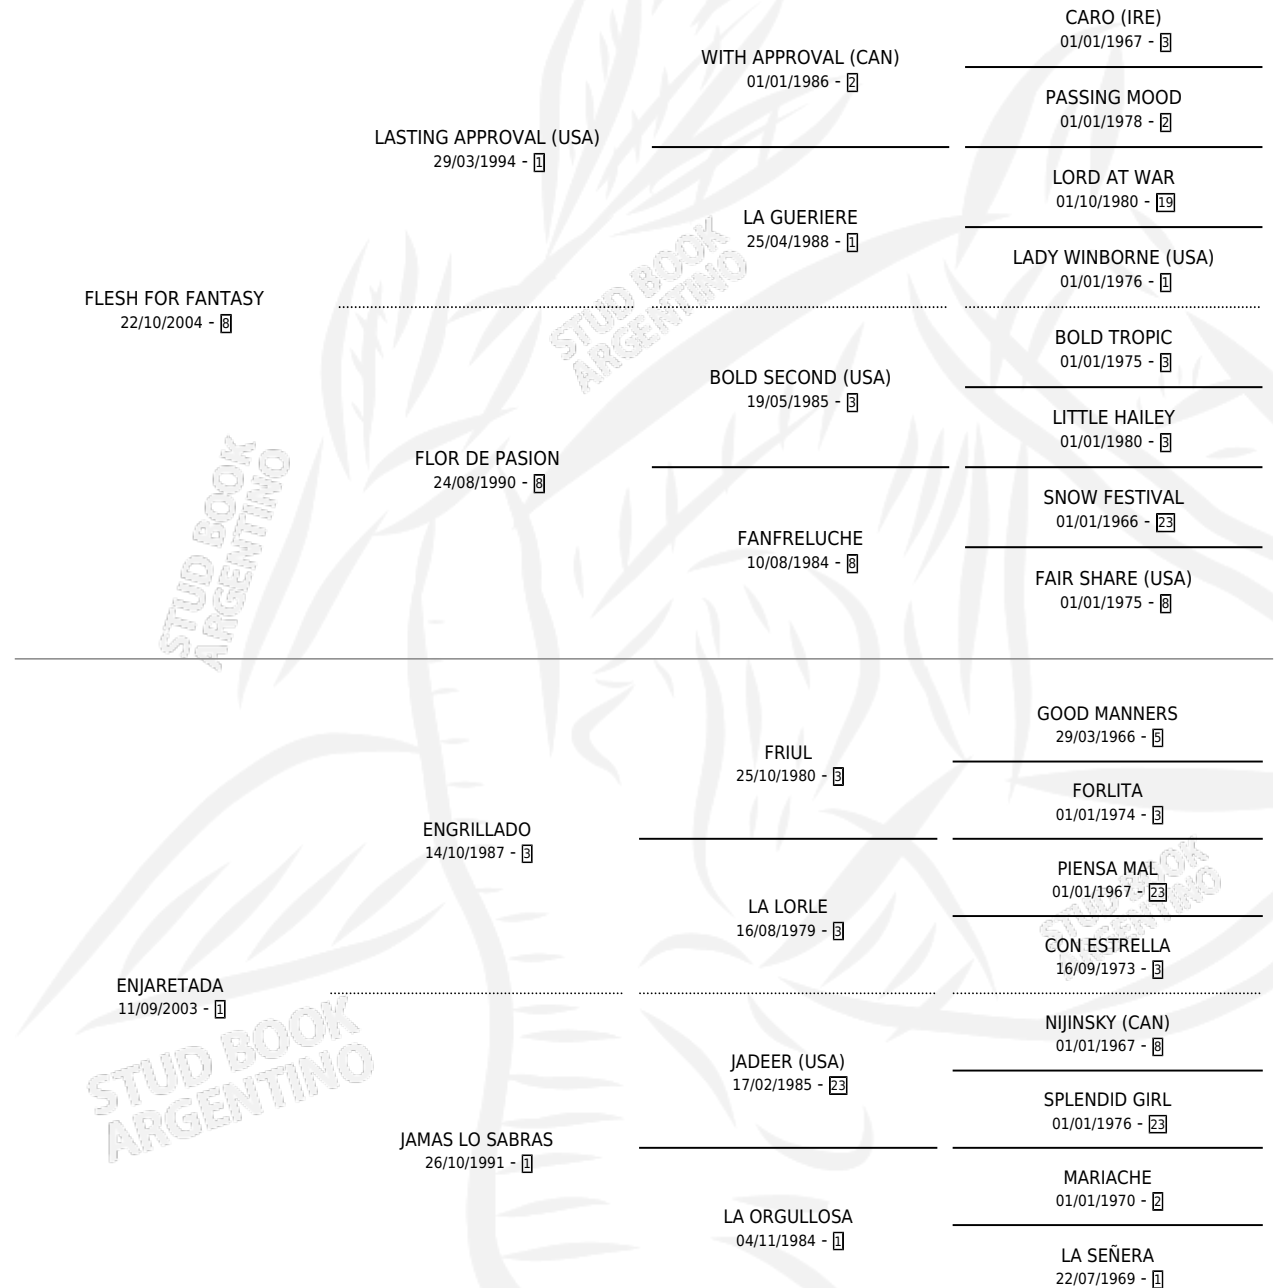 CARO (IRE)
01/01/1967 - 3
WITH APPROVAL (CAN)
01/01/1986 - 2
PASSING MOOD
01/01/1978 - 2
LASTING APPROVAL (USA)
29/03/1994 - 1
LORD AT WAR
01/10/1980 - 19
LA GUERIERE
25/04/1988 - 1
LADY WINBORNE (USA)
01/01/1976 - 1
FLESH FOR FANTASY
22/10/2004 - 8
BOLD TROPIC
01/01/1975 - 3
BOLD SECOND (USA)
19/05/1985 - 3
LITTLE HAILEY
01/01/1980 - 3
FLOR DE PASION
24/08/1990 - 8
SNOW FESTIVAL
01/01/1966 - 23
FANFRELUCHE
10/08/1984 - 8
FAIR SHARE (USA)
01/01/1975 - 8
GOOD MANNERS
29/03/1966 - 5
FRIUL
25/10/1980 - 3
FORLITA
01/01/1974 - 3
ENGRILLADO
14/10/1987 - 3
PIENSA MAL
01/01/1967 - 23
LA LORLE
16/08/1979 - 3
CON ESTRELLA
16/09/1973 - 3
ENJARETADA
11/09/2003 - 1
NIJINSKY (CAN)
01/01/1967 - 8
JADEER (USA)
17/02/1985 - 23
SPLENDID GIRL
01/01/1976 - 23
JAMAS LO SABRAS
26/10/1991 - 1
MARIACHE
01/01/1970 - 2
LA ORGULLOSA
04/11/1984 - 1
LA SEÑERA
22/07/1969 - 1
STUD BOOK
ARGENTINO
STUD BOOK
ARGENTINO
STUD BOOK
ARGENTINO
STUD BOOK
ARGENTINO